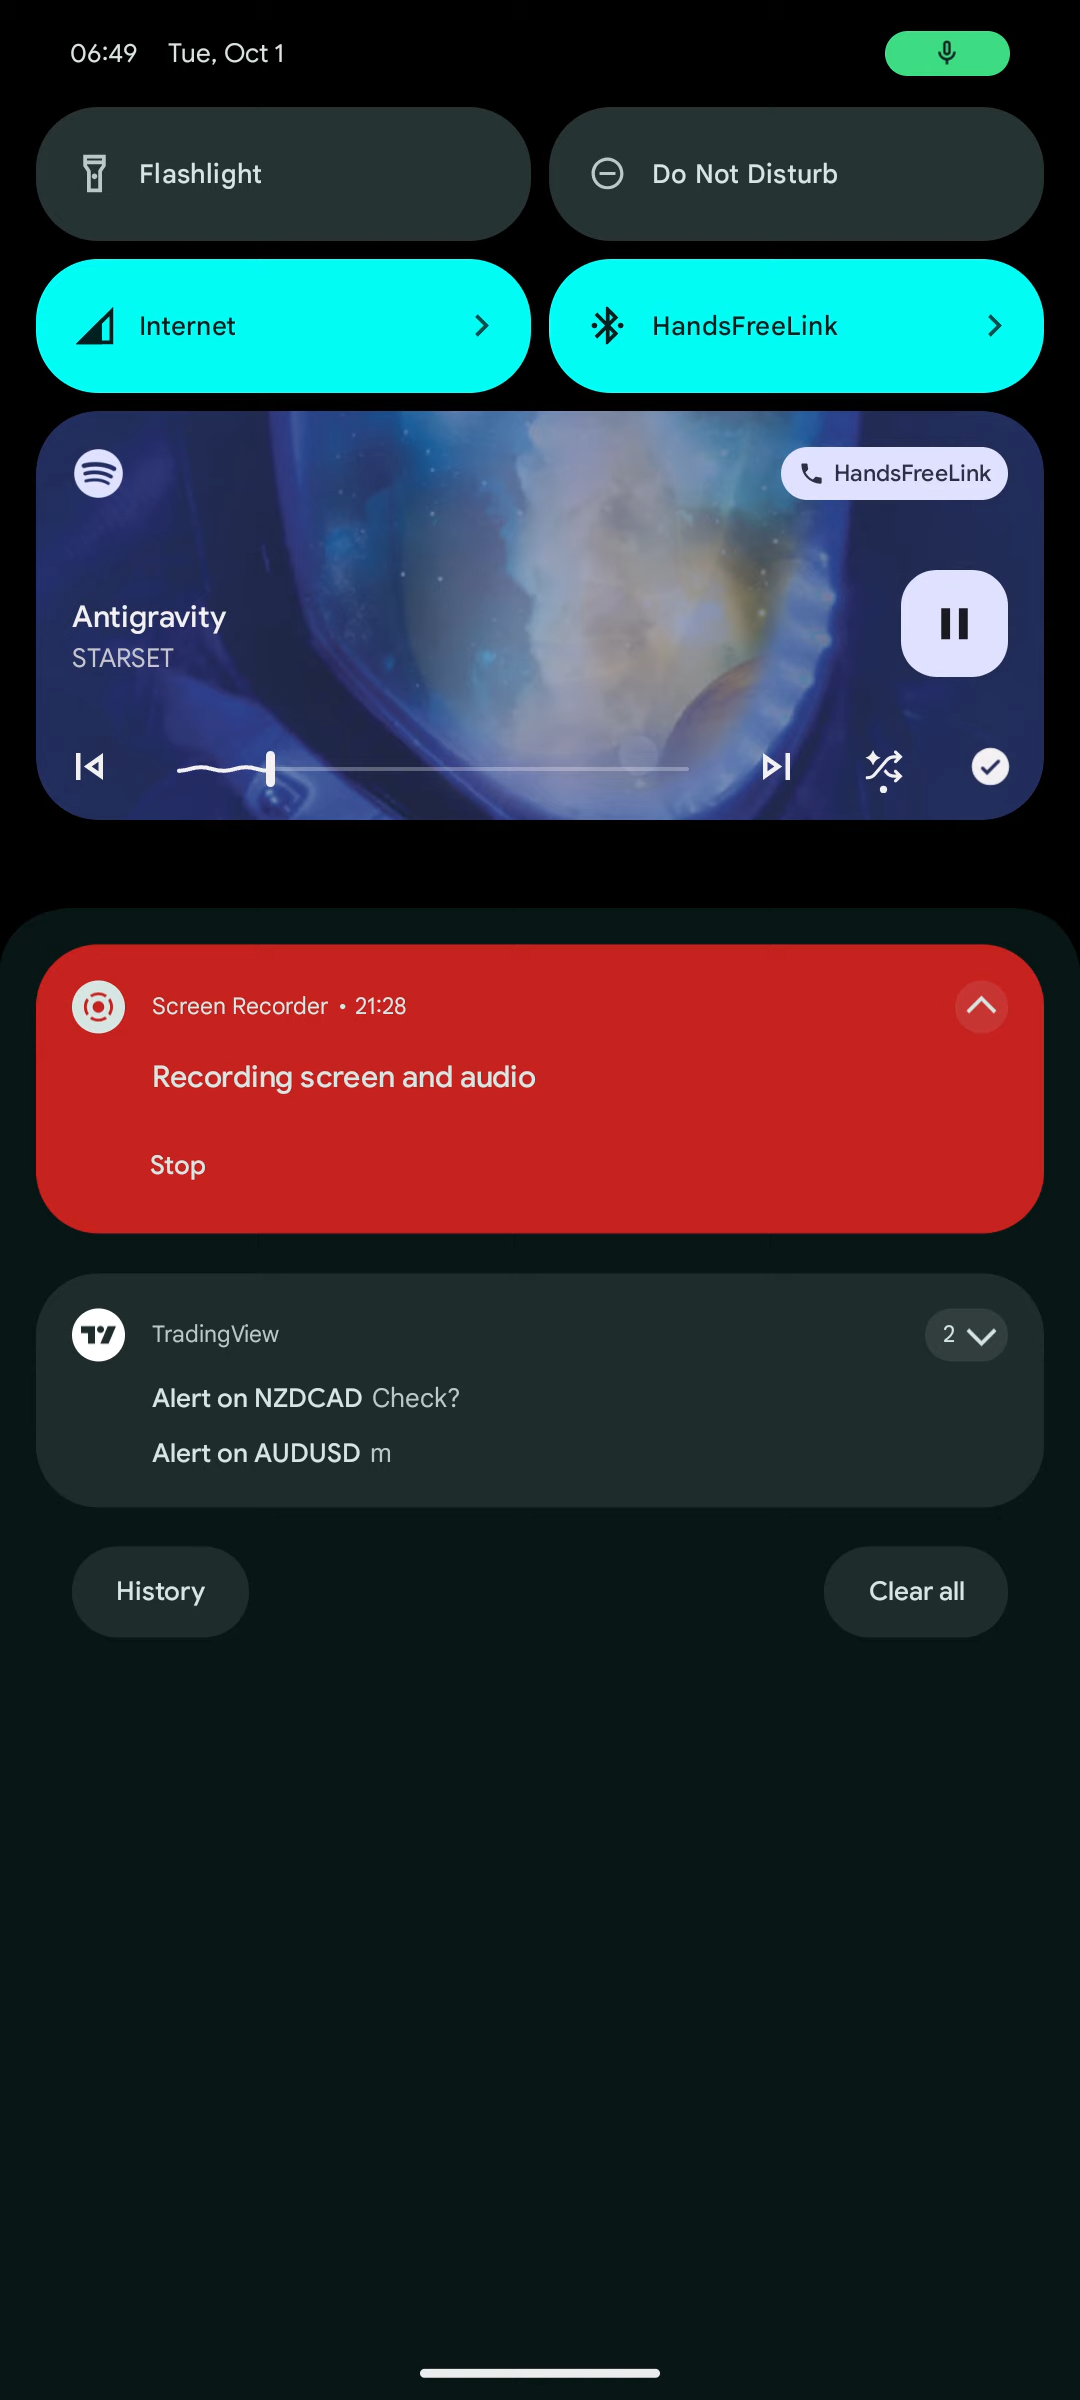 06:49 Tue, Oct 1
Flashlight
Do Not Disturb
Internet
HandsFreeLink
HandsFreeLink
Antigravity
STARSET
Screen Recorder • 21:28
Recording screen and audio
Stop
TradingView
2
Alert on NZDCAD Check?
Alert on AUDUSD m
History
Clear all